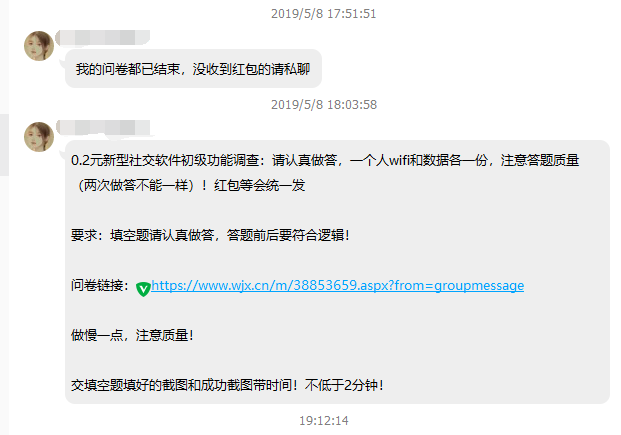 2019/5/8 17:51:51
我的问卷都已结束，没收到红包的请私聊
2019/5/8 18:03:58
0.2元新型社交软件初级功能调查：请认真做答，一个人wifi和数据各一份，注意答题质量
（两次做答不能一样）！红包等会统一发
要求：填空题请认真做答，答题前后要符合逻辑！
问卷链接：https://www.wjx.cn/m/38853659.aspx?from=groupmessage
做慢一点，注意质量！
交填空题填好的截图和成功截图带时间！不低于2分钟！
19:12:14